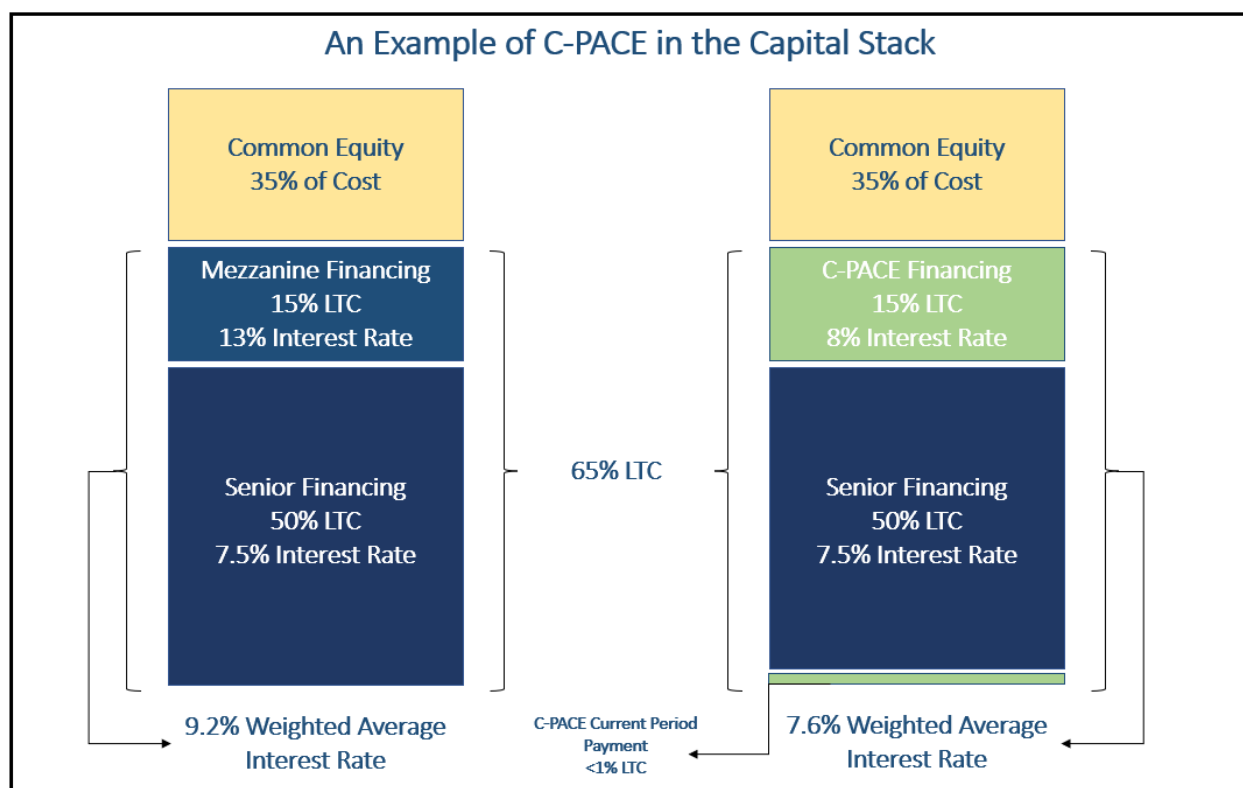 An Example of C-PACE in the Capital Stack
Common Equity
35% of Cost
Mezzanine Financing
15% LTC
13% Interest Rate
Senior Financing
50% LTC
7.5% Interest Rate
9.2% Weighted Average
Interest Rate
65% LTC
C-PACE Current Period
Payment
<1% LTC
Common Equity
35% of Cost
C-PACE Financing
15% LTC
8% Interest Rate
Senior Financing
50% LTC
7.5% Interest Rate
7.6% Weighted Average
Interest Rate